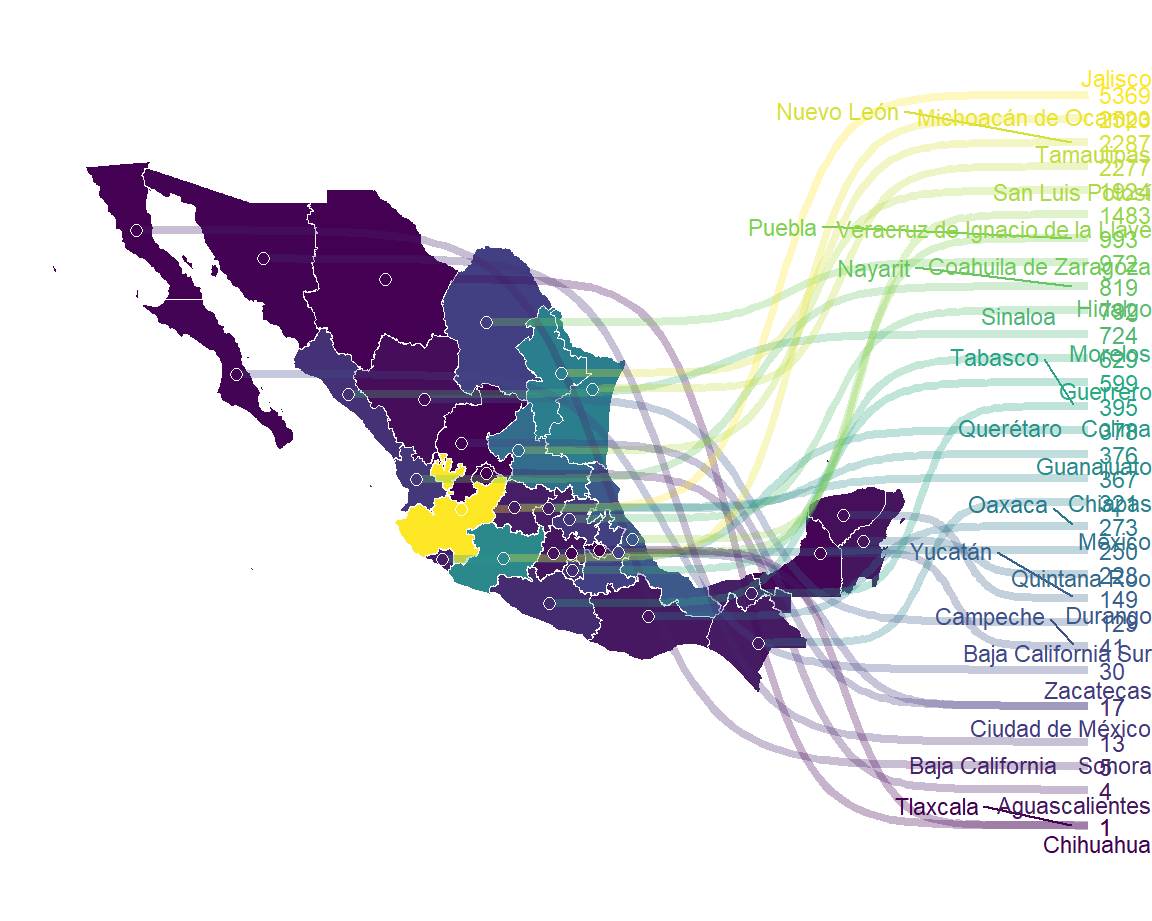 Jalisco
5369
Nuevo León
Michoacán de Ocampo
2287
Tamaulipas
2277
San Luis Potosí
1924
1483
Puebla
Veracruz de Ignacio de la Llave
993
Nayarit
Coahuila de Zaragoza
972
819
Hidalgo
Sinaloa
724
Tabasco
Morelos
629
599
Guerrero
395
Querétaro
Colima
376
Guanajuato
367
Oaxaca
Chiapas
321
273
México
250
Yucatán
Quintana Roo
228
149
Campeche
Durango
129
41
Baja California Sur
30
Zacatecas
17
Ciudad de México
13
Baja California
Sonora
5
4
Tlaxcala
Aguascalientes
1
Chihuahua